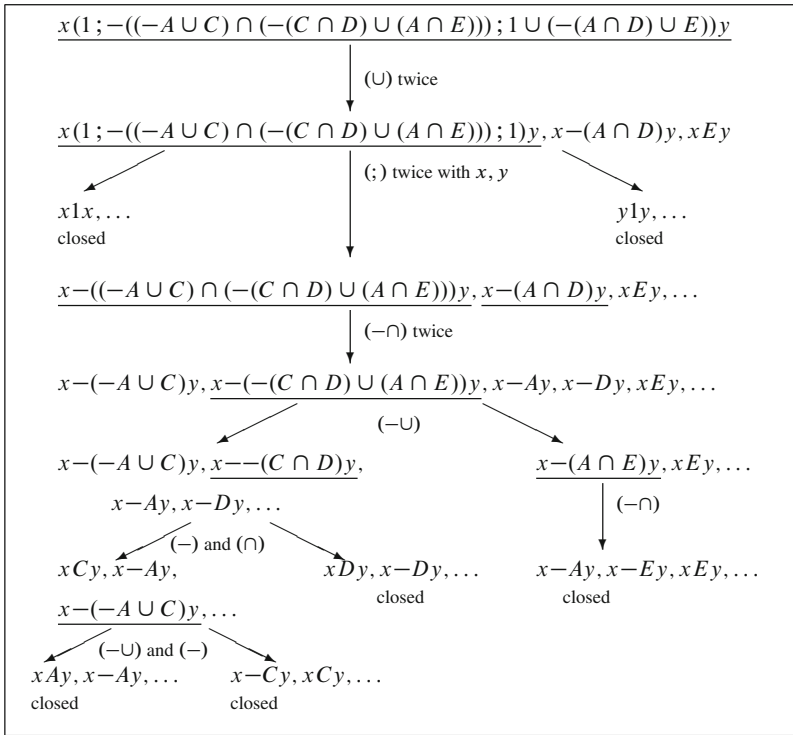 x(1;−((−A ∪ C) ∩ (−(C ∩ D) ∪ (A ∩ E)));1 ∪ (−(A ∩ D) ∪ E))y
(∪) twice
x(1;−((−A ∪ C) ∩ (−(C ∩ D) ∪ (A ∩ E)));1)y, x−(A ∩ D)y, xEy
(;) twice with x, y
x1x, ... y1y, ...
closed closed
x−((−A ∪ C) ∩ (−(C ∩ D) ∪ (A ∩ E)))y, x−(A ∩ D)y, xEy, ...
(−∩) twice
x−(−A ∪ C)y, x−(−(C ∩ D) ∪ (A ∩ E))y, x−Ay, x−Dy, xEy, ...
(−∪)
x−(−A ∪ C)y, x−−(C ∩ D)y, x−(A ∩ E)y, xEy, ...
x−Ay, x−Dy, ... (−∩)
(−) and (∩)
xCy, x−Ay, xDy, x−Dy, ... x−Ay, x−Ey, xEy, ...
closed closed
x−(−A ∪ C)y, ...
(−∪) and (−)
xAy, x−Ay, ... x−Cy, xCy, ...
closed closed